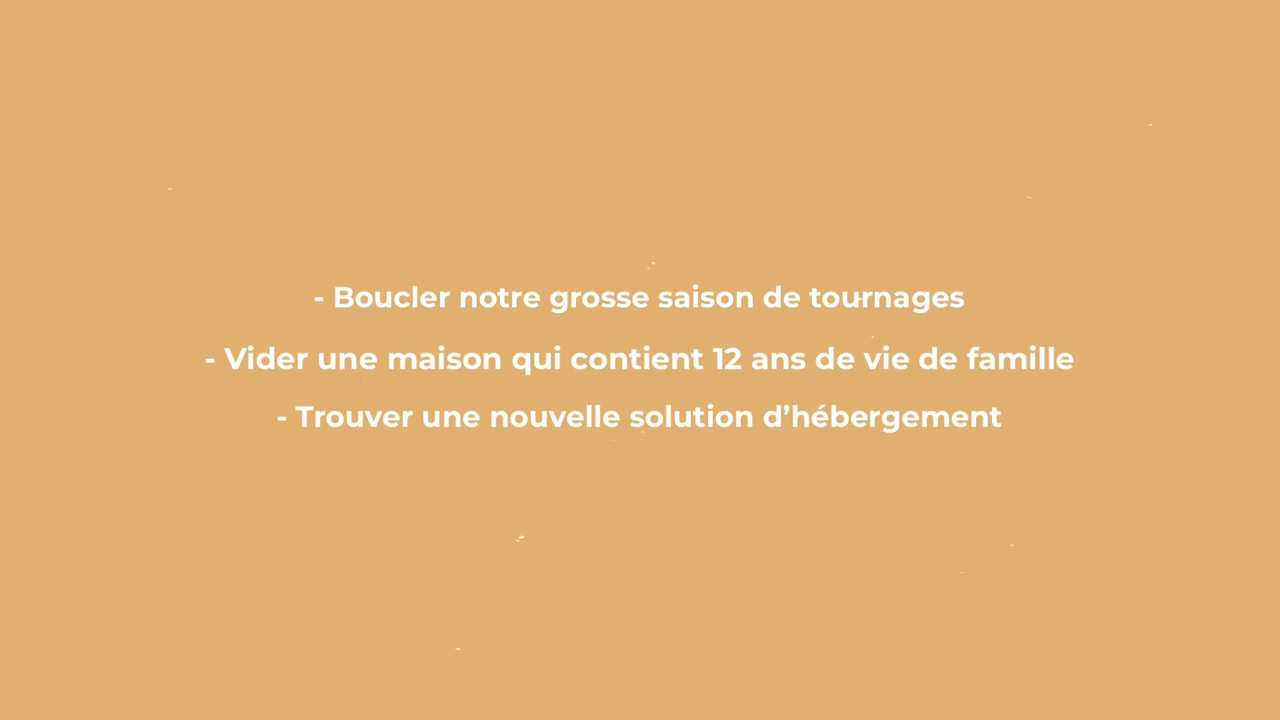 - Boucler notre grosse saison de tournages
- Vider une maison qui contient 12 ans de vie de famille
- Trouver une nouvelle solution d’hébergement